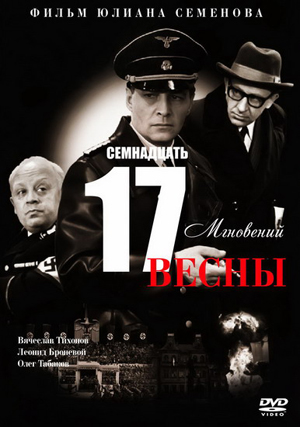 ФИЛЬМ ЮЛИАНА СЕМЕНОВА
СЕМНАДЦАТЬ
17
Мгновений
ВЕСНЫ
Вячеслав Тихонов
Леонид Броневой
Олег Табаков
DVD
VIDEO